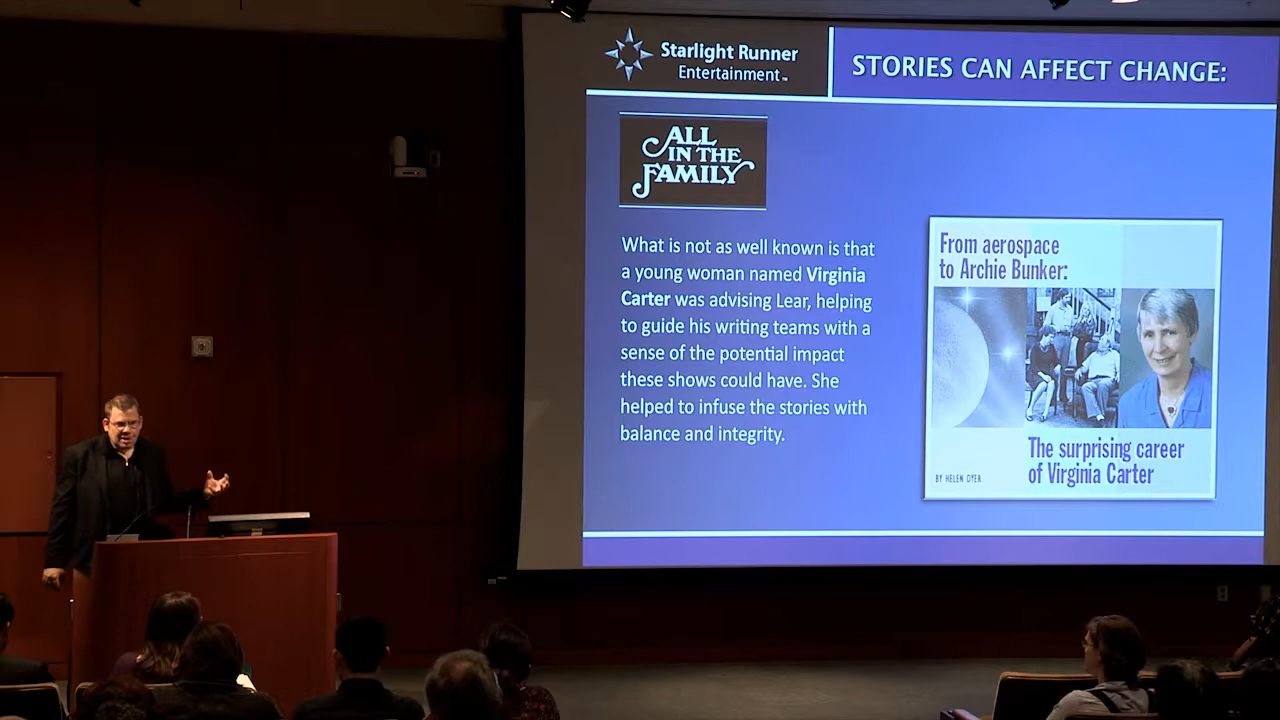 Starlight Runner
Entertainment™
STORIES CAN AFFECT CHANGE:
ALL
IN THE
FAMILY
What is not as well known is that
a young woman named Virginia
Carter was advising Lear, helping
to guide his writing teams with a
sense of the potential impact
these shows could have. She
helped to infuse the stories with
balance and integrity.
From aerospace
to Archie Bunker:
The surprising career
of Virginia Carter
BY HELEN DYER